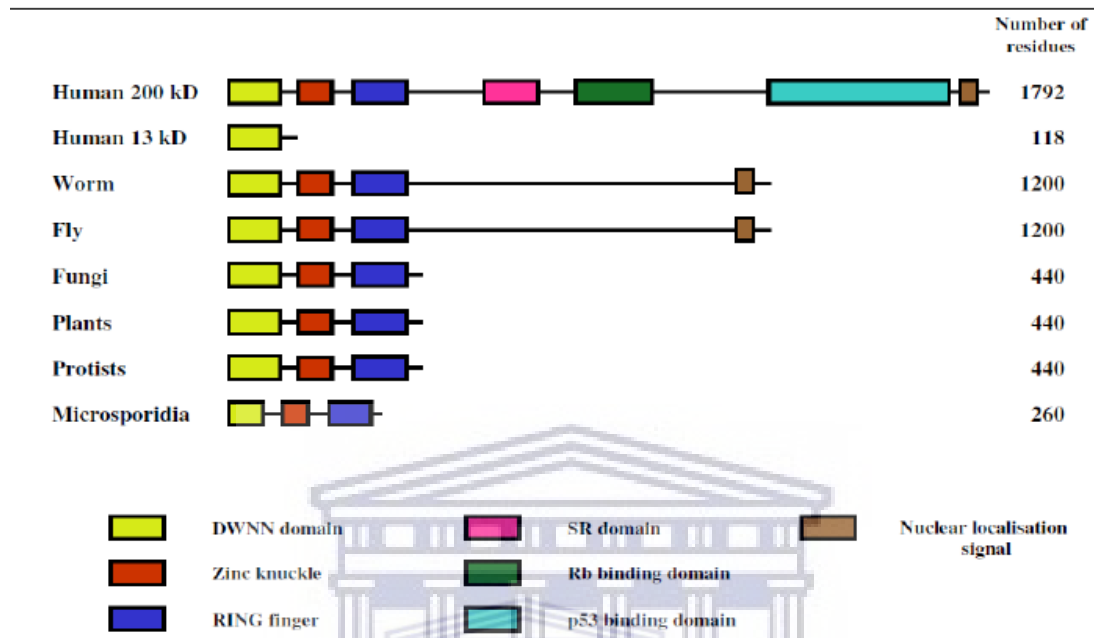 Number of
residues
Human 200 kD 1792
Human 13 kD 118
Worm 1200
Fly 1200
Fungi 440
Plants 440
Protists 440
Microsporidia 260
DWNN domain SR domain Nuclear localisation
signal
Zinc knuckle Rb binding domain
RING finger p53 binding domain